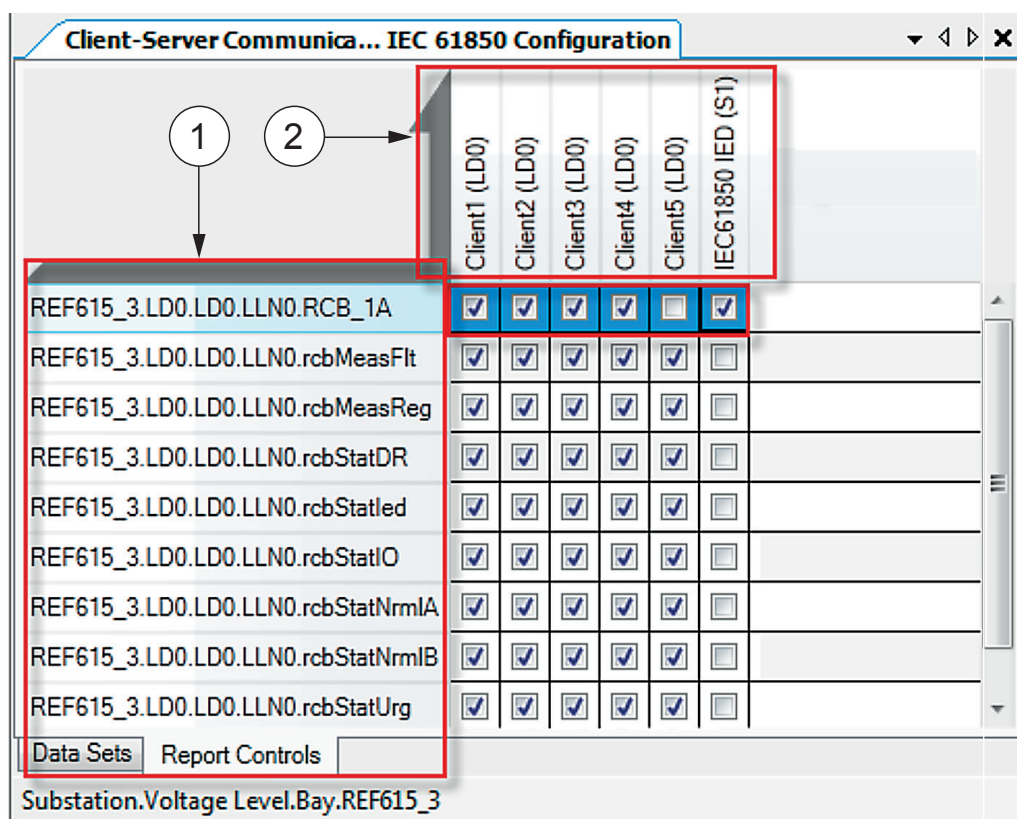 Client-Server Communica... IEC 61850 Configuration
1
2
Client1 (LD0)
Client2 (LD0)
Client3 (LD0)
Client4 (LD0)
Client5 (LD0)
IEC61850 IED (S1)
REF615_3.LD0.LD0.LLN0.RCB_1A
REF615_3.LD0.LD0.LLN0.rcbMeasFlt
REF615_3.LD0.LD0.LLN0.rcbMeasReg
REF615_3.LD0.LD0.LLN0.rcbStatDR
REF615_3.LD0.LD0.LLN0.rcbStatIed
REF615_3.LD0.LD0.LLN0.rcbStatIO
REF615_3.LD0.LD0.LLN0.rcbStatNrmlA
REF615_3.LD0.LD0.LLN0.rcbStatNrmlB
REF615_3.LD0.LD0.LLN0.rcbStatUrg
Data Sets Report Controls
Substation.Voltage Level.Bay.REF615_3